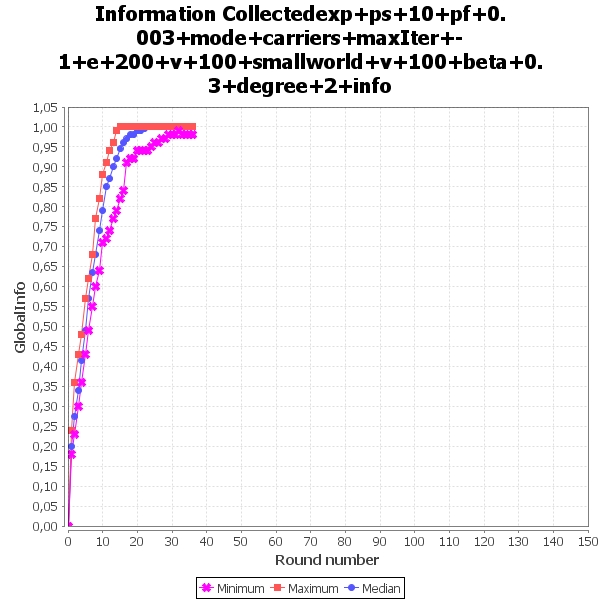 Information Collectedexp+ps+10+pf+0.
003+mode+carriers+maxIter+-
1+e+200+v+100+smallworld+v+100+beta+0.
3+degree+2+info
1,05
1,00
0,95
0,90
0,85
0,80
0,75
0,70
0,65
0,60
0,55
0,50
0,45
0,40
0,35
0,30
0,25
0,20
0,15
0,10
0,05
0,00
GlobalInfo
0 10 20 30 40 50 60 70 80 90 100 110 120 130 140 150
Round number
Minimum Maximum Median